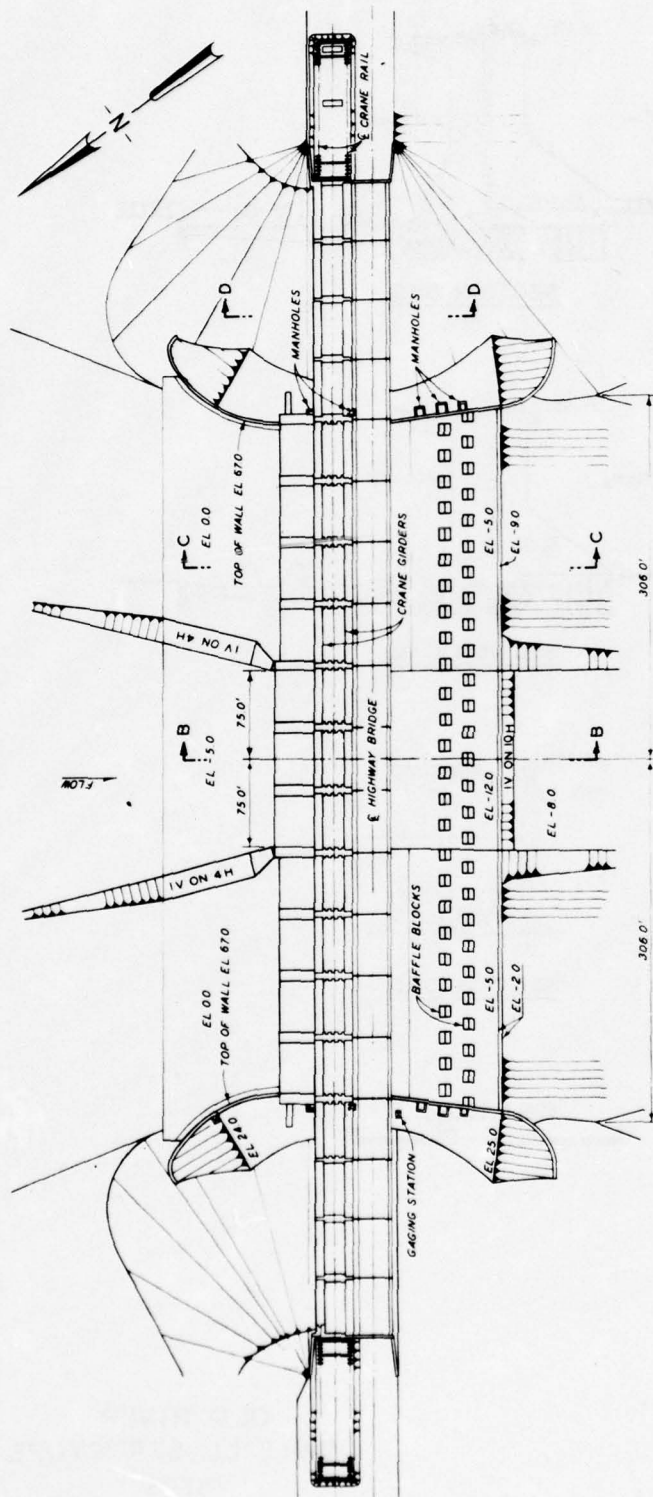 N
℄ CRANE RAIL
D
D
MANHOLES
MANHOLES
TOP OF WALL EL 67.0
EL 0.0
C
C
EL -5.0
EL -9.0
306.0'
CRANE GIRDERS
1V ON 4H
75.0'
B
B
EL -5.0
FLOW
℄ HIGHWAY BRIDGE
EL -12.0
1V ON 10H
EL -8.0
75.0'
1V ON 4H
BAFFLE BLOCKS
EL 0.0
TOP OF WALL EL 67.0
EL -5.0
EL -2.0
306.0'
EL 24.0
EL 25.0
GAGING STATION